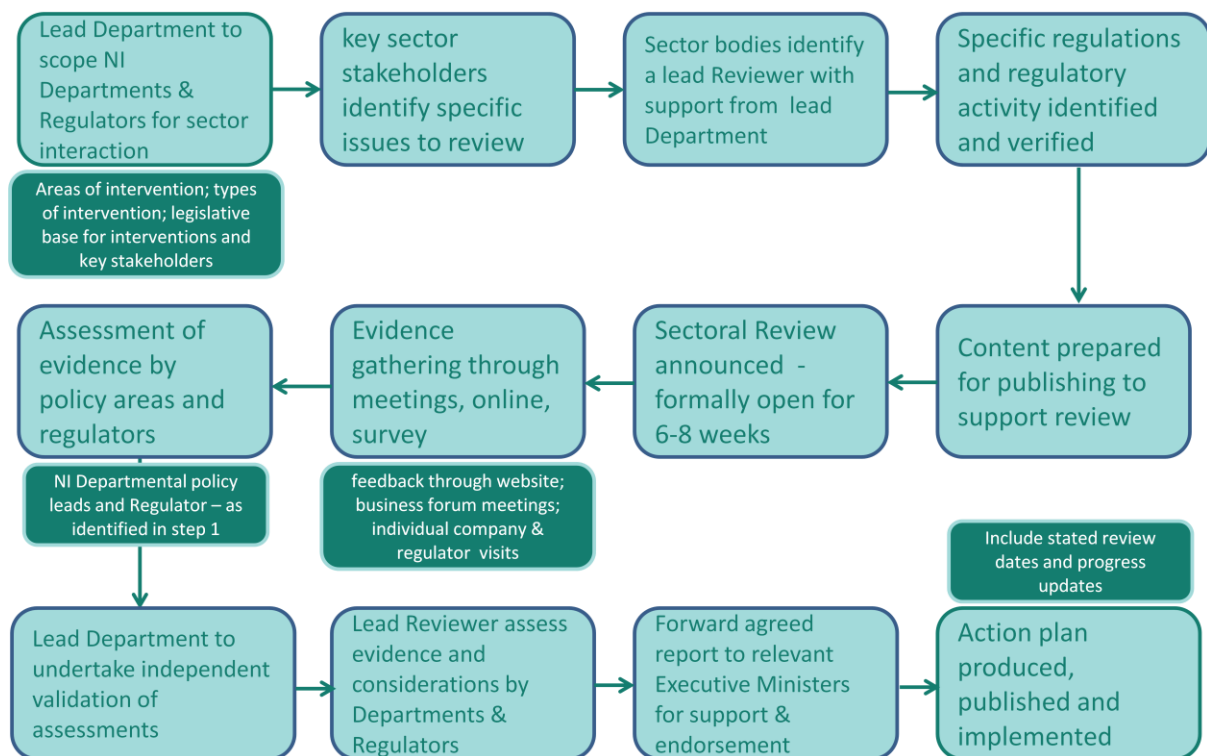 Lead Department to
scope NI
Departments &
Regulators for sector
interaction
key sector
stakeholders
identify specific
issues to review
Sector bodies identify
a lead Reviewer with
support from  lead
Department
Specific regulations
and regulatory
activity identified
and verified
Areas of intervention; types
of intervention; legislative
base for interventions and
key stakeholders
Content prepared
for publishing to
support review
Sectoral Review
announced  -
formally open for
6-8 weeks
Evidence
gathering through
meetings, online,
survey
feedback through website;
business forum meetings;
individual company &
regulator  visits
Assessment of
evidence by
policy areas and
regulators
NI Departmental policy
leads and Regulator – as
identified in step 1
Lead Department to
undertake independent
validation of
assessments
Lead Reviewer assess
evidence and
considerations by
Departments &
Regulators
Forward agreed
report to relevant
Executive Ministers
for support &
endorsement
Include stated review
dates and progress
updates
Action plan
produced,
published and
implemented